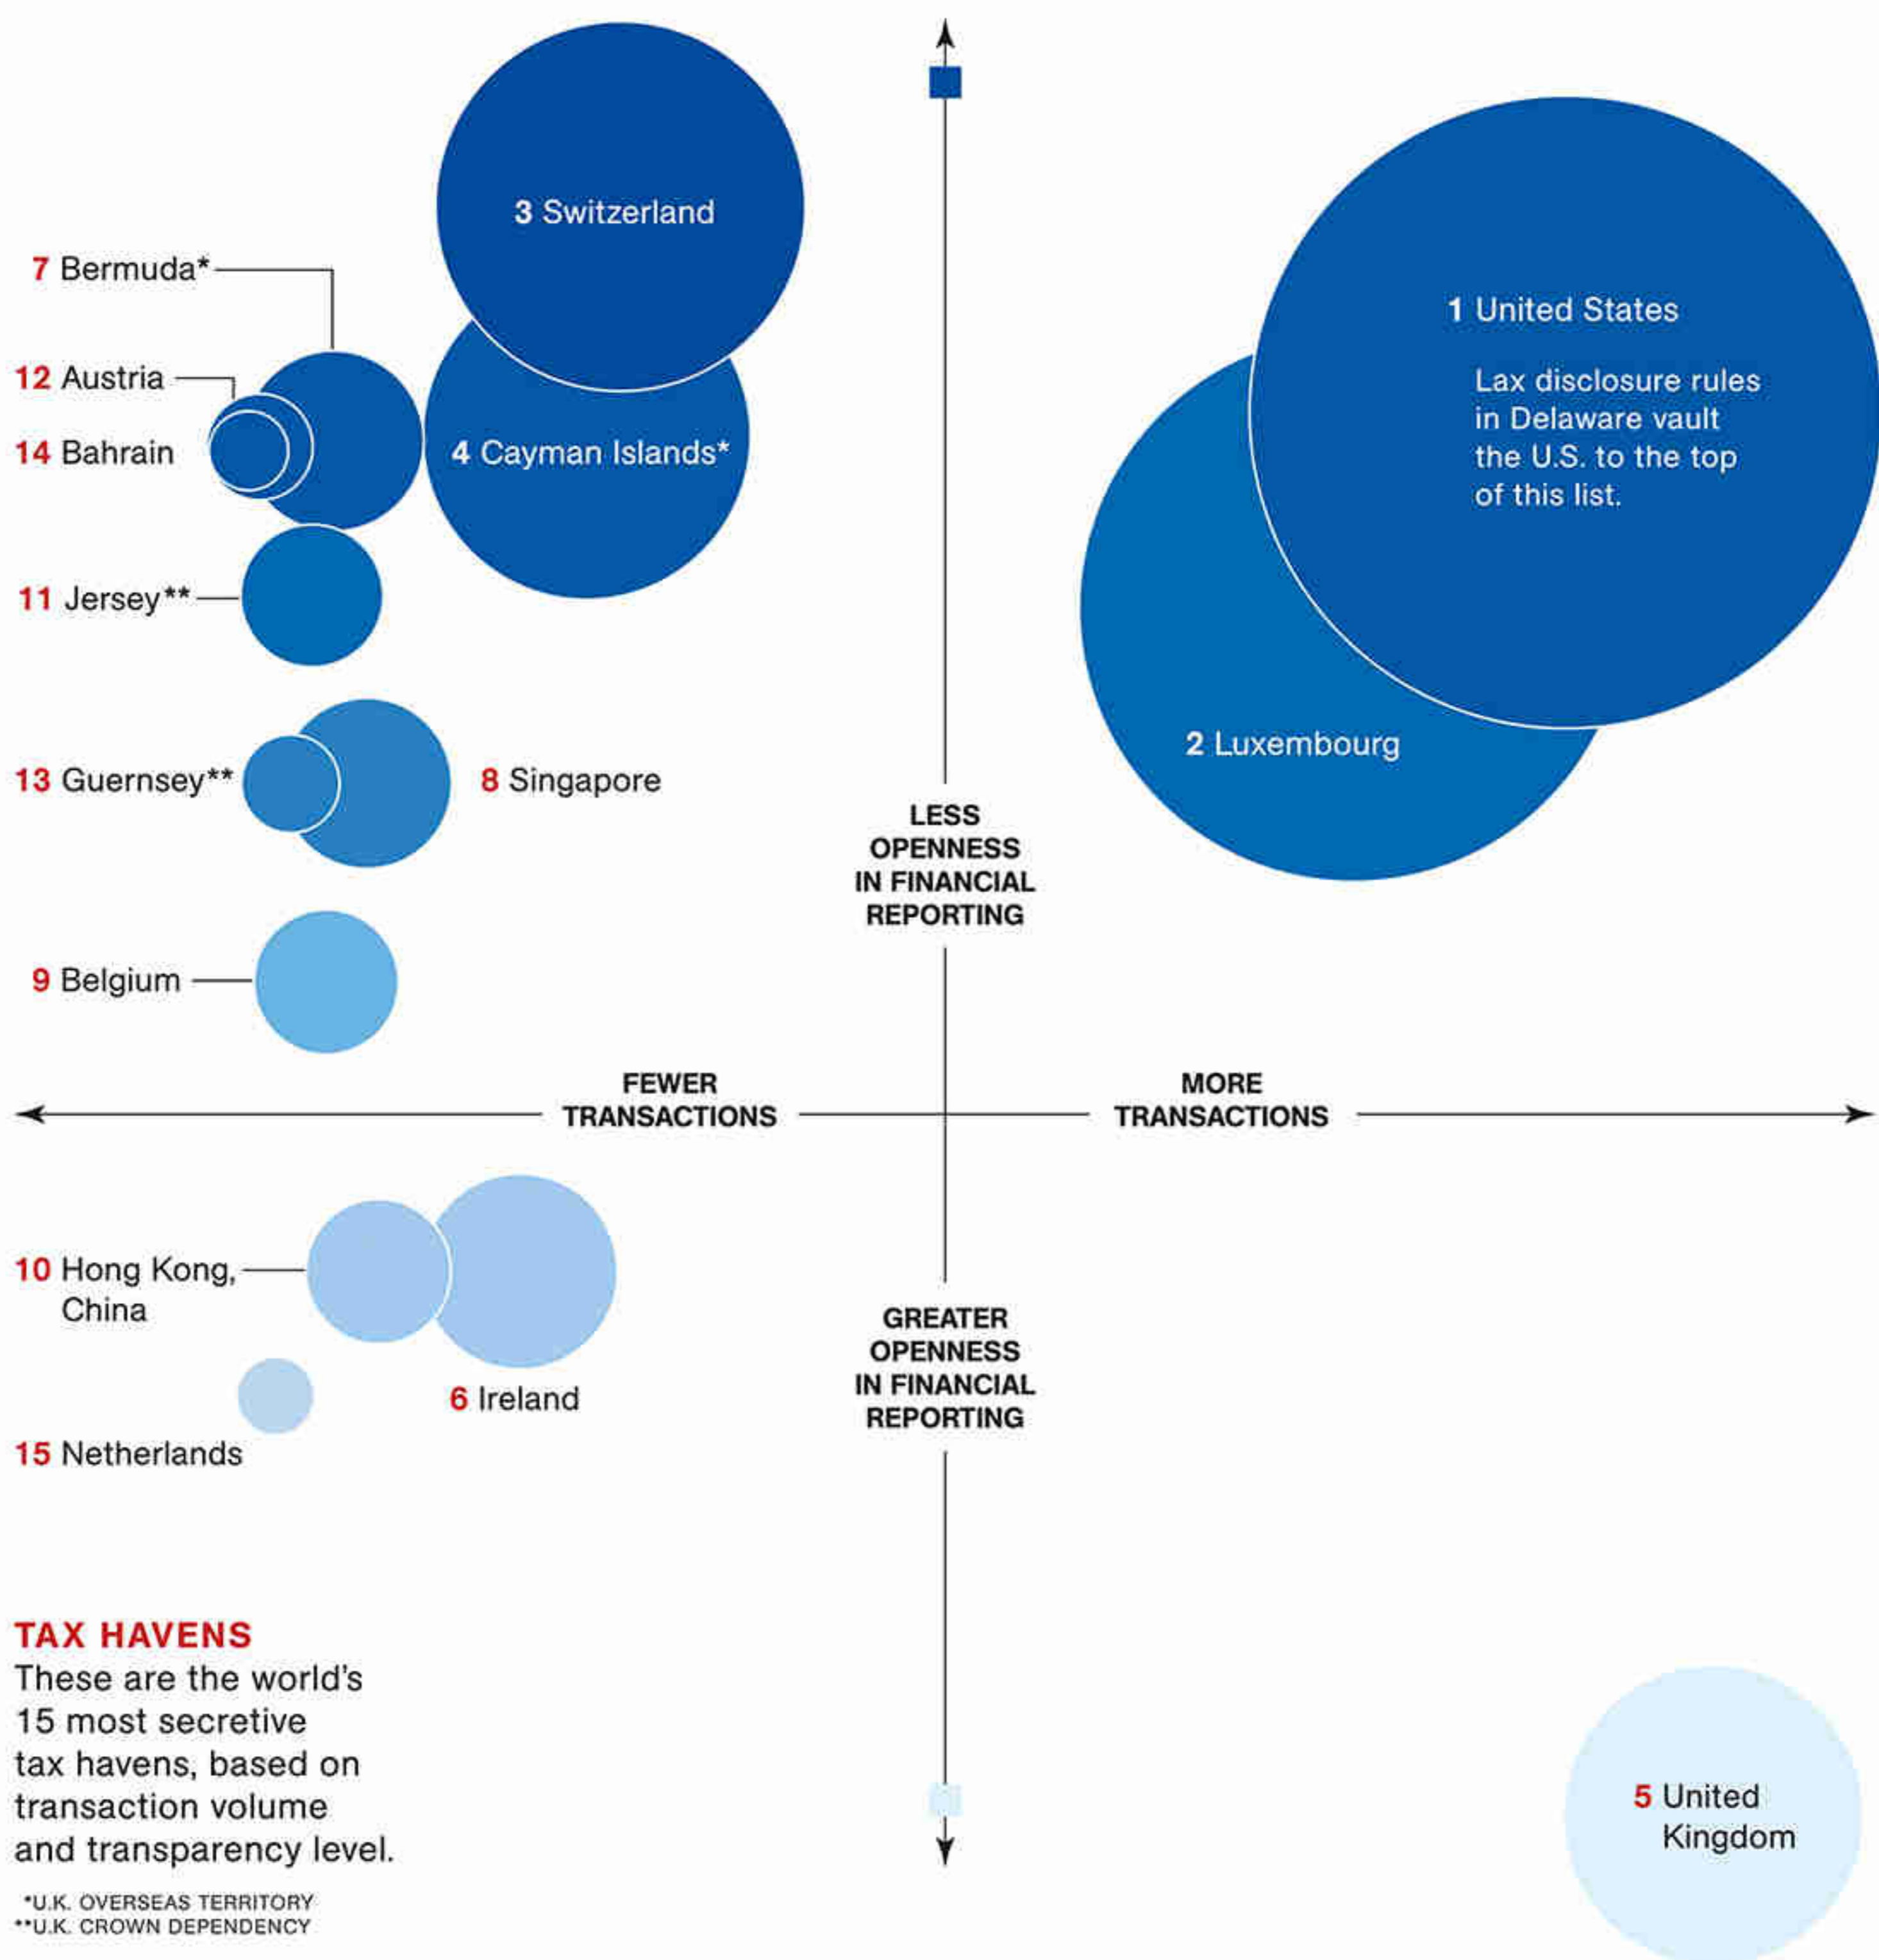 3 Switzerland
7 Bermuda*
1 United States
12 Austria
Lax disclosure rules
in Delaware vault
the U.S. to the top
of this list.
14 Bahrain
4 Cayman Islands*
11 Jersey**
2 Luxembourg
13 Guernsey**
8 Singapore
LESS
OPENNESS
IN FINANCIAL
REPORTING
9 Belgium
FEWER
TRANSACTIONS
MORE
TRANSACTIONS
10 Hong Kong,
China
GREATER
OPENNESS
IN FINANCIAL
REPORTING
6 Ireland
15 Netherlands
TAX HAVENS
These are the world's
15 most secretive
tax havens, based on
transaction volume
and transparency level.
5 United
Kingdom
*U.K. OVERSEAS TERRITORY
**U.K. CROWN DEPENDENCY